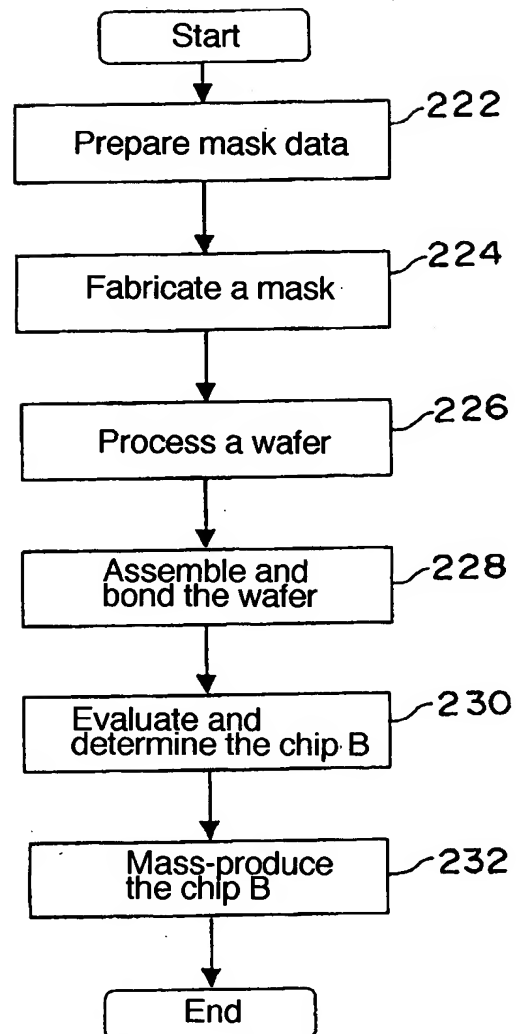 Start
222
Prepare mask data
224
Fabricate a mask
226
Process a wafer
228
Assemble and
bond the wafer
230
Evaluate and
determine the chip B
232
Mass-produce
the chip B
End